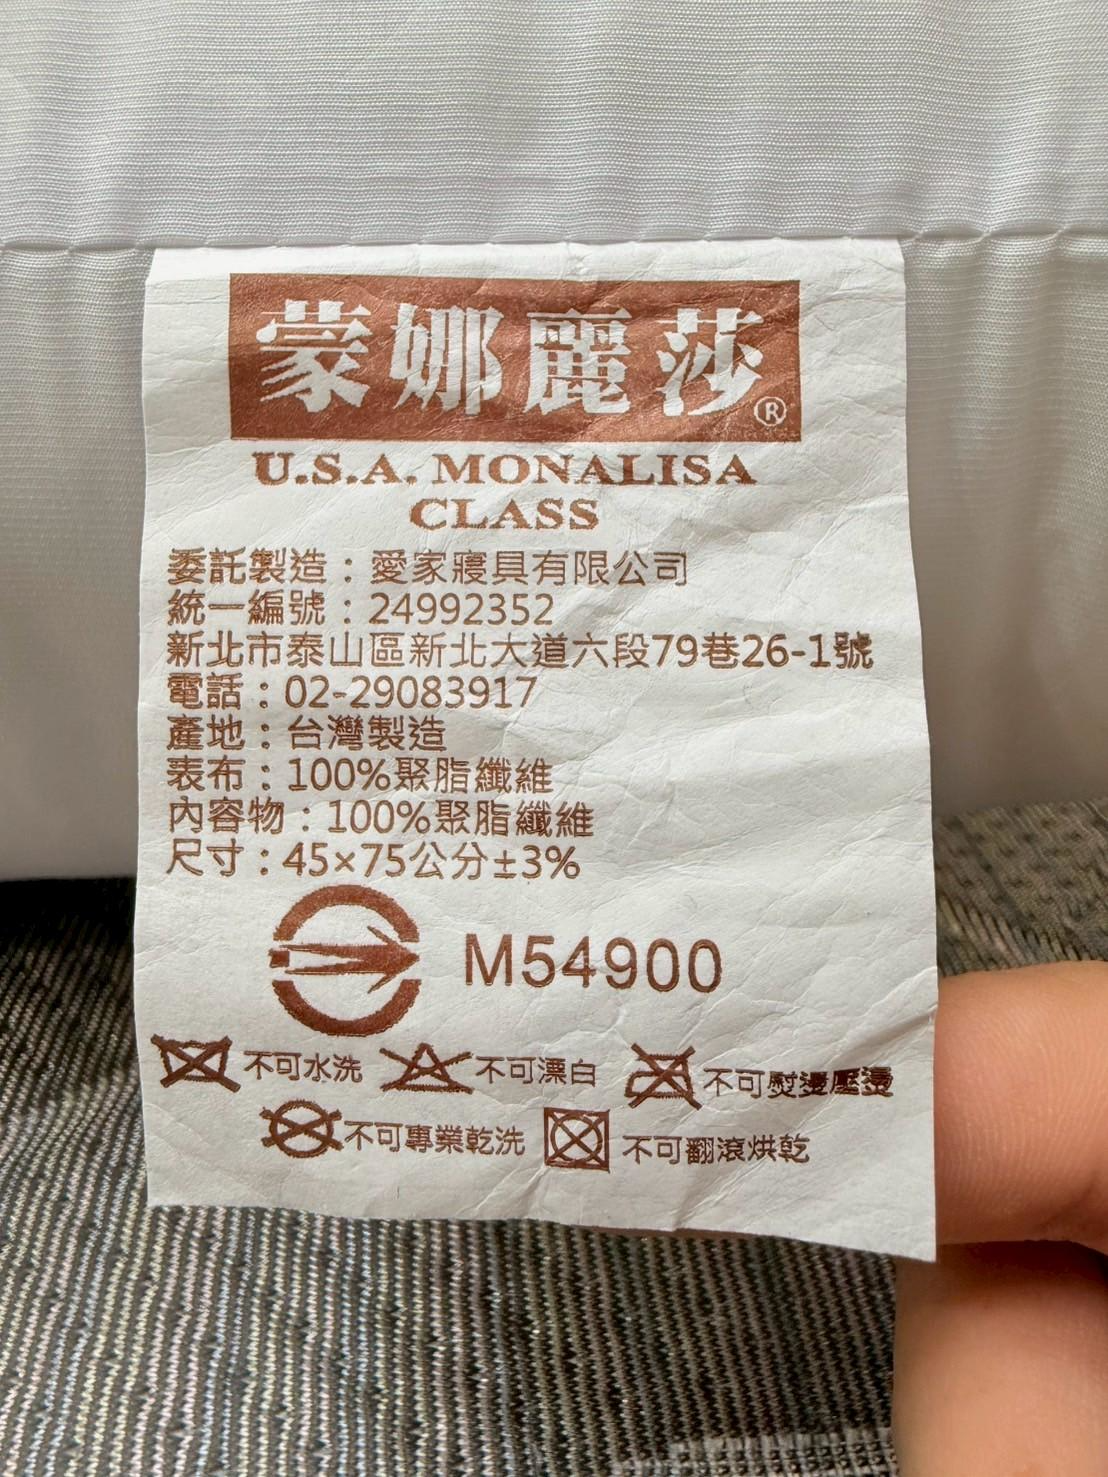 蒙娜麗莎®
U.S.A. MONALISA
CLASS
委託製造：愛家寢具有限公司
統一編號：24992352
新北市泰山區新北大道六段79巷26-1號
電話：02-29083917
產地：台灣製造
表布：100%聚脂纖維
內容物：100%聚脂纖維
尺寸：45×75公分±3%
M54900
不可水洗 不可漂白 不可熨燙壓燙
不可專業乾洗 不可翻滾烘乾